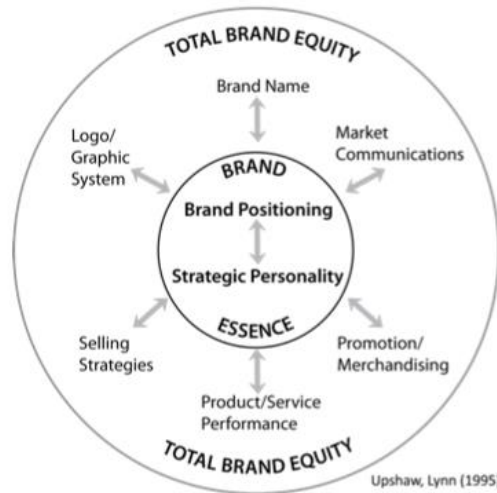 TOTAL BRAND EQUITY
Brand Name
Logo/
Graphic
System
Market
Communications
BRAND
Brand Positioning
Strategic Personality
ESSENCE
Selling
Strategies
Promotion/
Merchandising
Product/Service
Performance
TOTAL BRAND EQUITY
Upshaw, Lynn (1995)